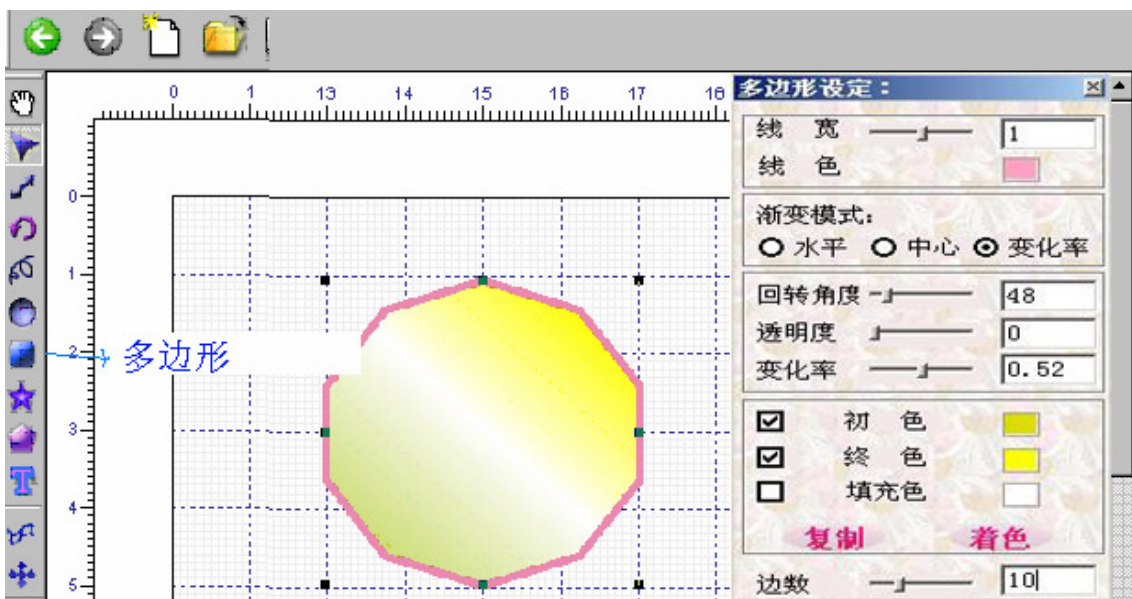 0 1 13 14 15 16 17 18
0
1
2
3
4
5
多边形
多边形设定：
线 宽 1
线 色
渐变模式：
水平 中心 变化率
回转角度 48
透明度 0
变化率 0.52
初 色
终 色
填充色
复制 着色
边数 10
T